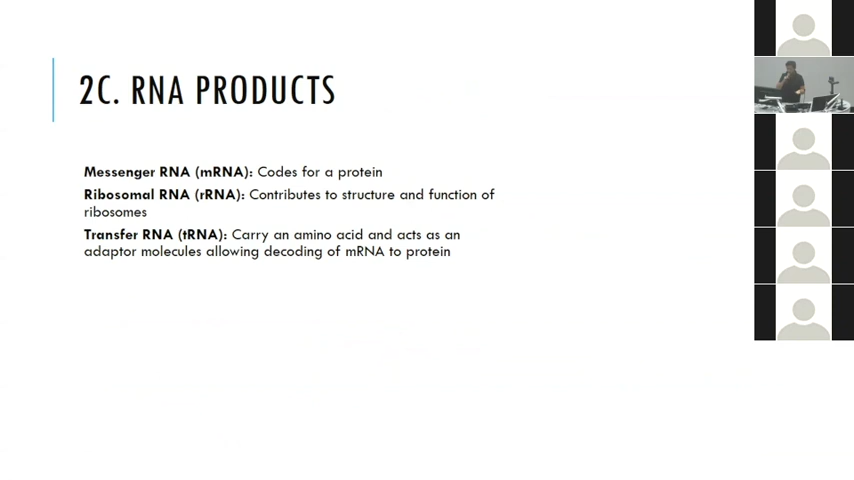 2C. RNA PRODUCTS
Messenger RNA (mRNA): Codes for a protein
Ribosomal RNA (rRNA): Contributes to structure and function of
ribosomes
Transfer RNA (tRNA): Carry an amino acid and acts as an
adaptor molecules allowing decoding of mRNA to protein